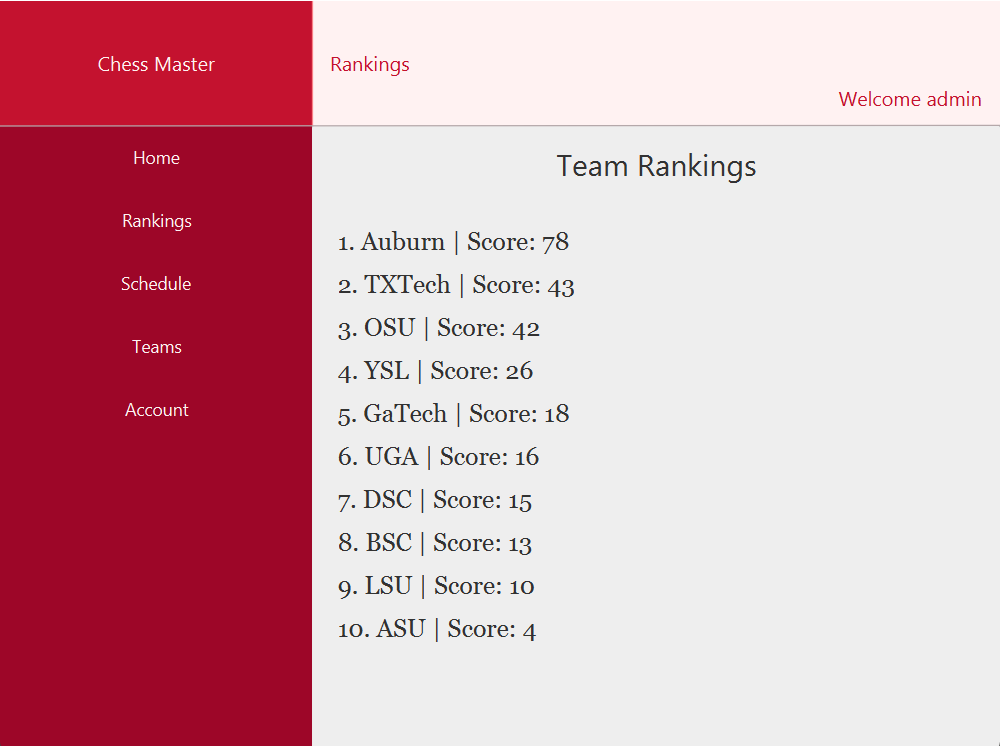 Chess Master
Rankings
Welcome admin
Home
Rankings
Schedule
Teams
Account
Team Rankings
1. Auburn | Score: 78
2. TXTech | Score: 43
3. OSU | Score: 42
4. YSL | Score: 26
5. GaTech | Score: 18
6. UGA | Score: 16
7. DSC | Score: 15
8. BSC | Score: 13
9. LSU | Score: 10
10. ASU | Score: 4